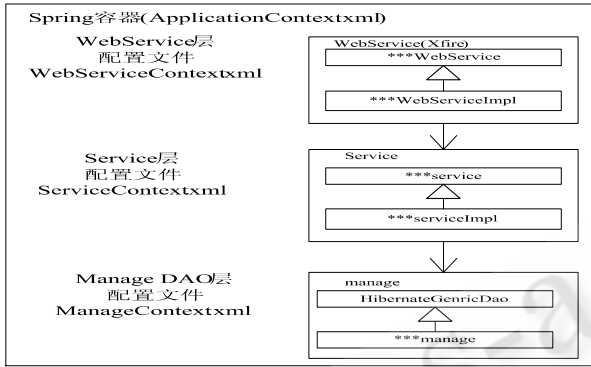 Spring容器(ApplicationContextxml)
WebService层
配置文件
WebServiceContextxml
WebService(Xfire)
***WebService
***WebServiceImpl
Service层
配置文件
ServiceContextxml
Service
***service
***serviceImpl
Manage DAO层
配置文件
ManageContextxml
manage
HibernateGenricDao
***manage